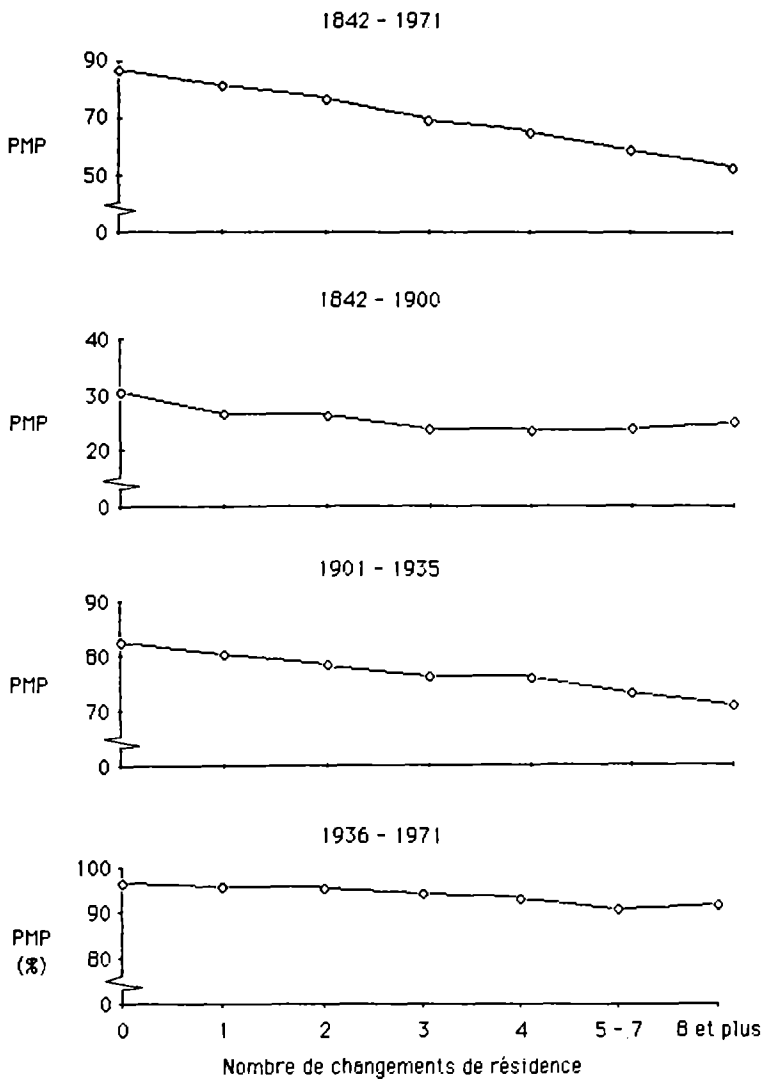 1842 - 1971
90
70
PMP
50
0
1842 - 1900
40
30
PMP
20
0
1901 - 1935
90
80
PMP
70
0
1936 - 1971
100
90
PMP
(%)
80
0
0 1 2 3 4 5 - 7 8 et plus
Nombre de changements de résidence